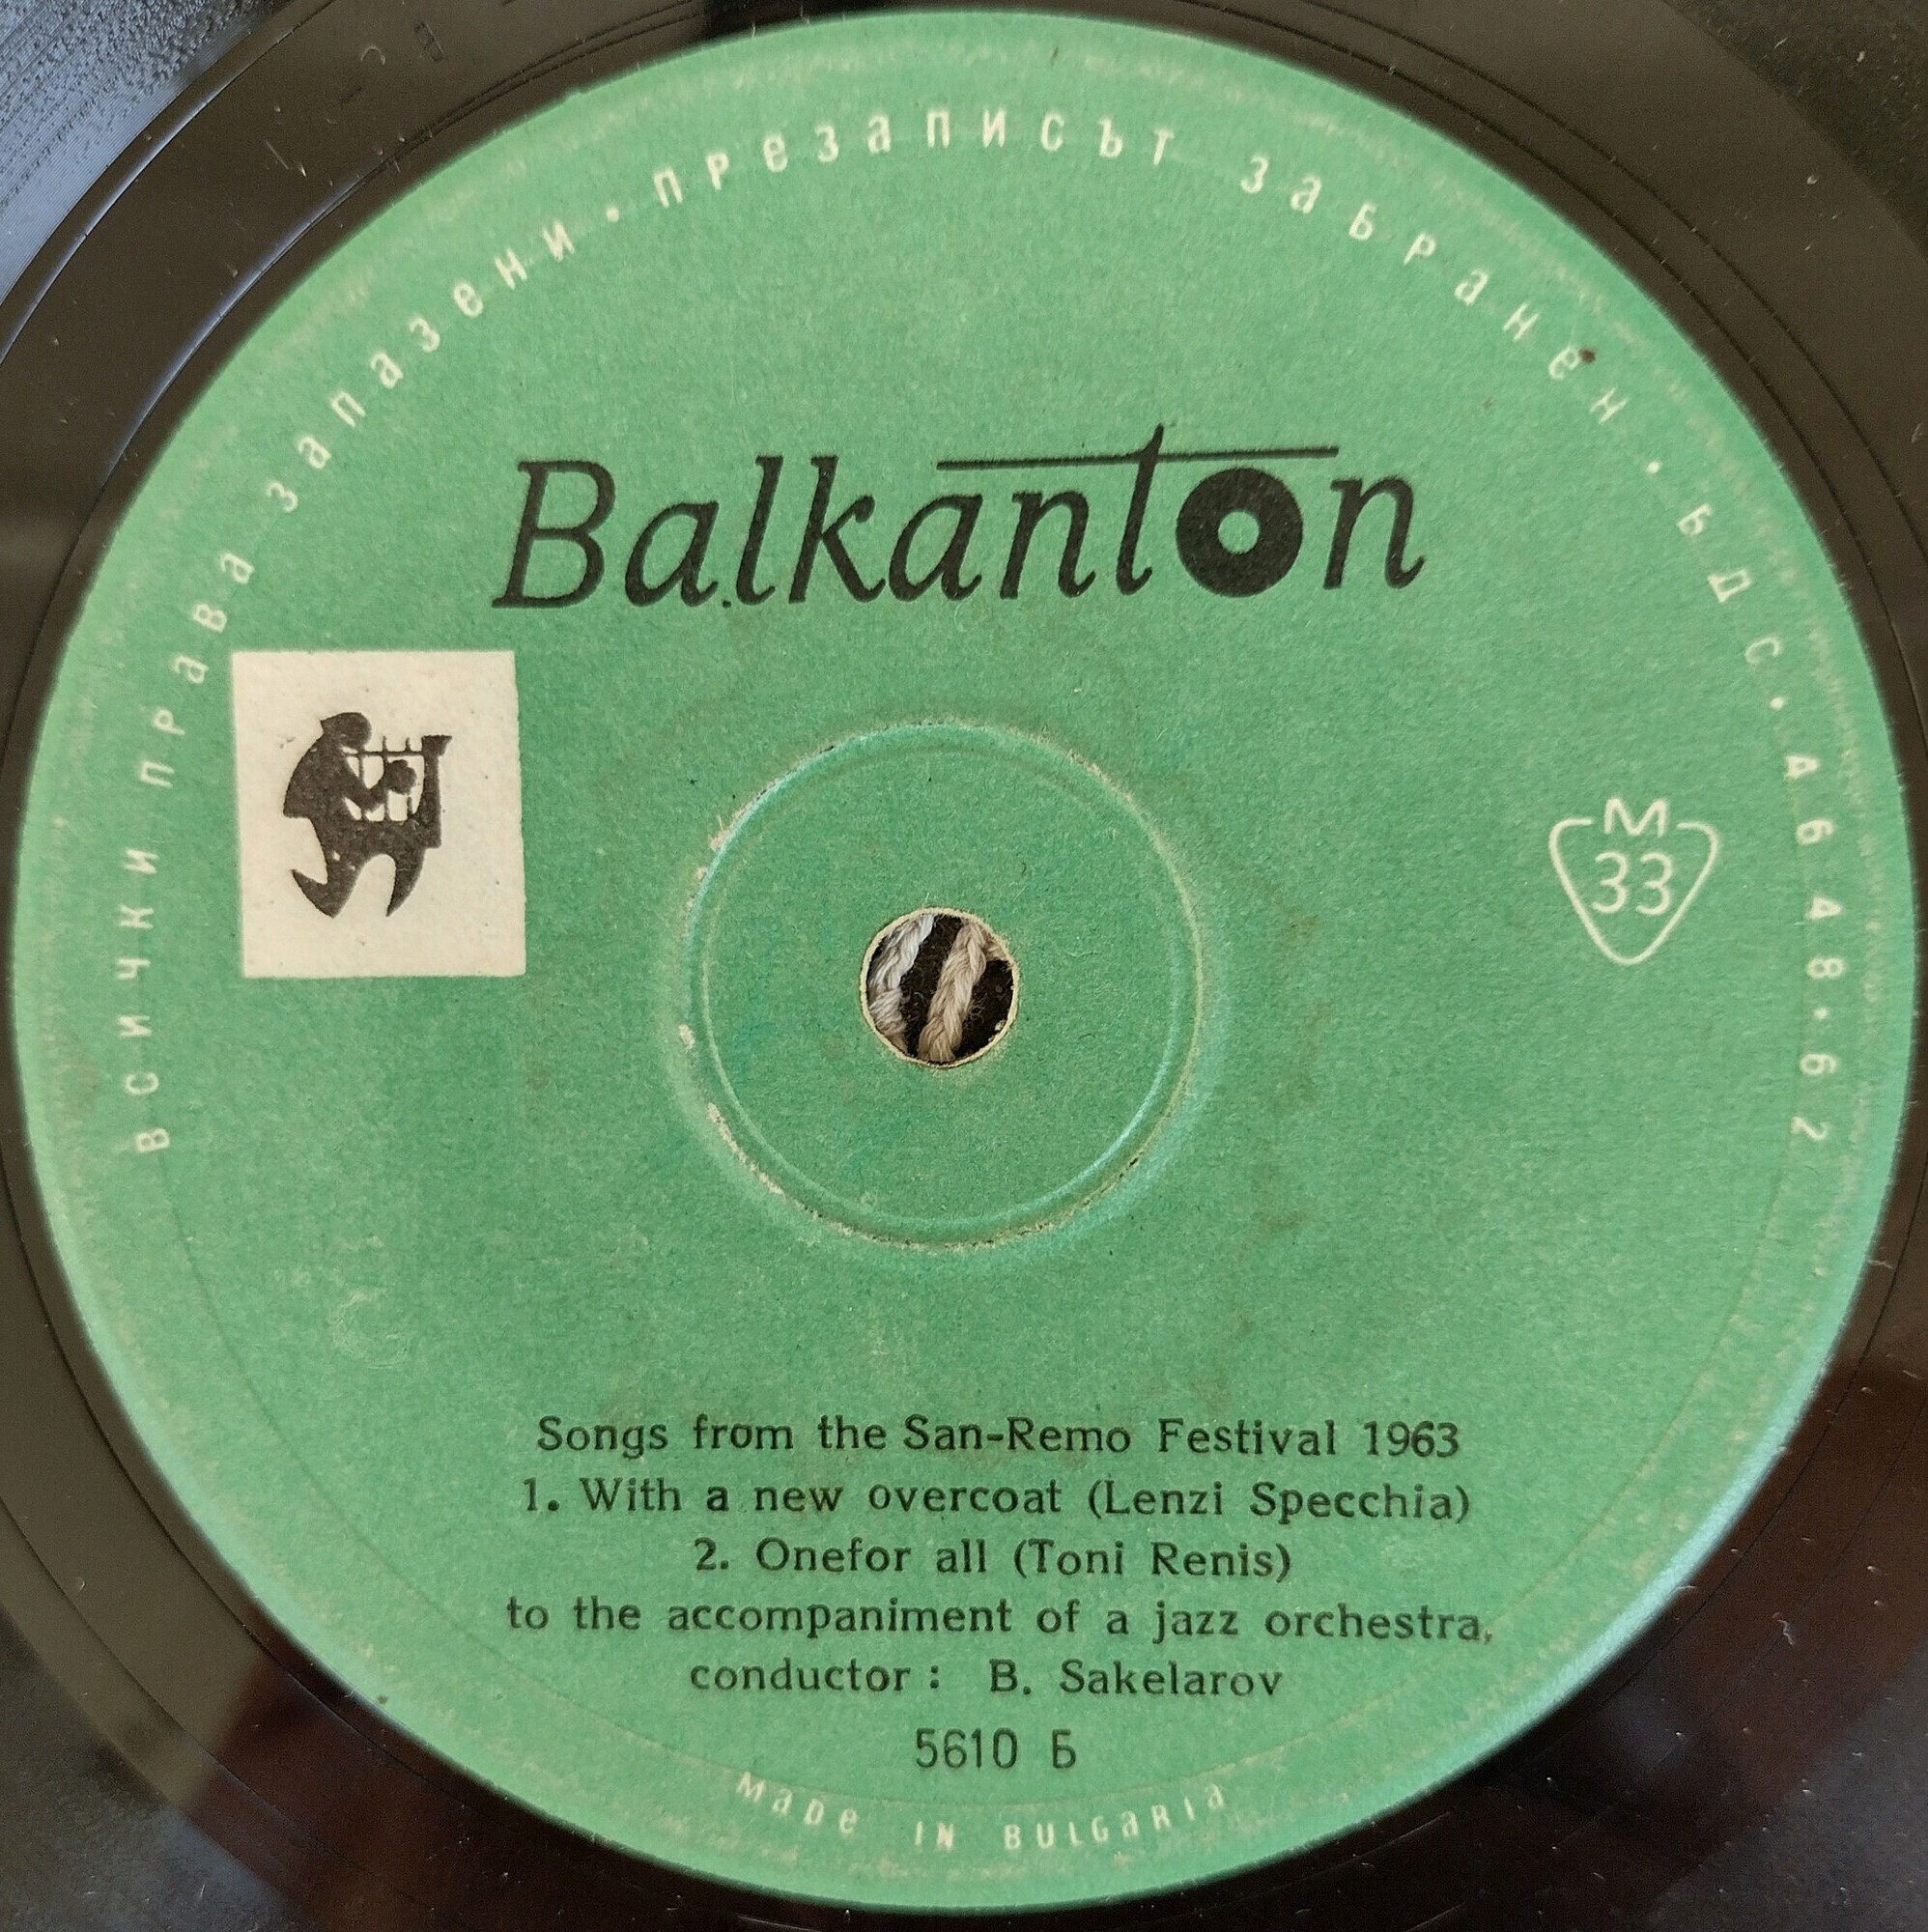 всички права запазени · презаписът забранен · БДС · 4648·62
Balkanton
M
33
Songs from the San-Remo Festival 1963
1. With a new overcoat (Lenzi Specchia)
2. Onefor all (Toni Renis)
to the accompaniment of a jazz orchestra,
conductor : B. Sakelarov
5610 Б
Made in Bulgaria